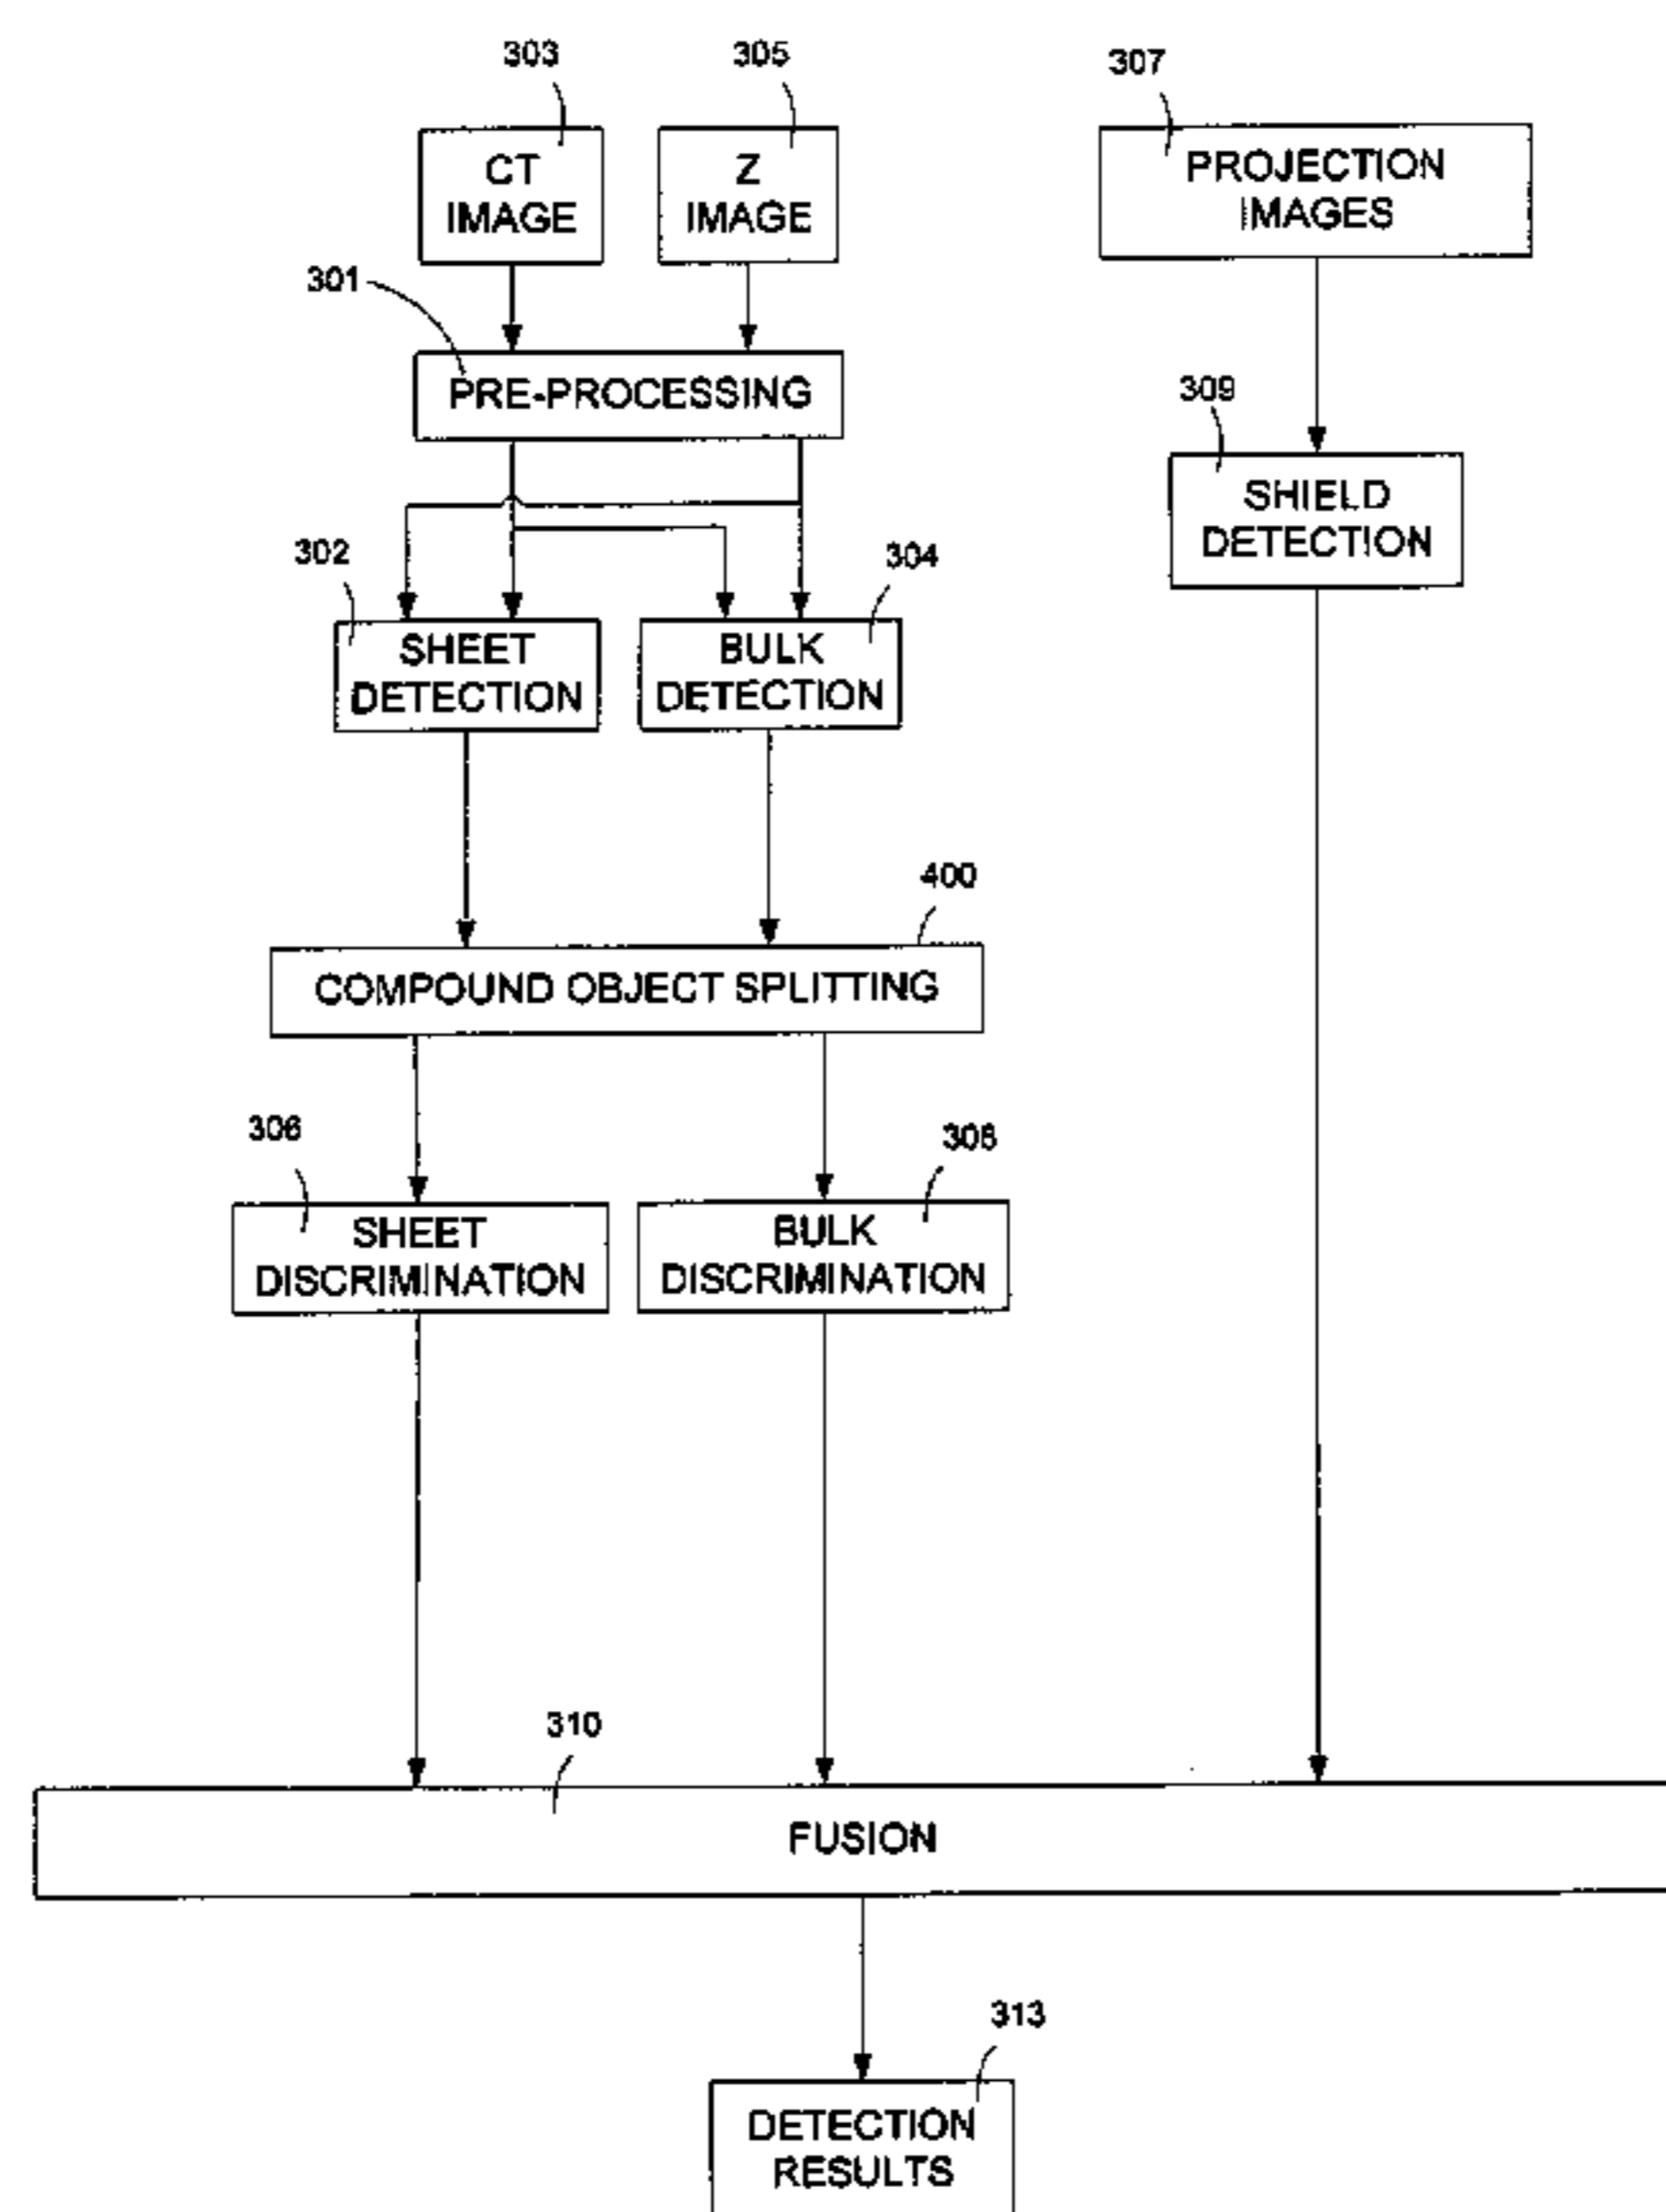 303
305
307
CT
IMAGE
Z
IMAGE
PROJECTION
IMAGES
301
PRE-PROCESSING
309
SHIELD
DETECTION
302
304
SHEET
DETECTION
BULK
DETECTION
400
COMPOUND OBJECT SPLITTING
306
308
SHEET
DISCRIMINATION
BULK
DISCRIMINATION
310
FUSION
313
DETECTION
RESULTS